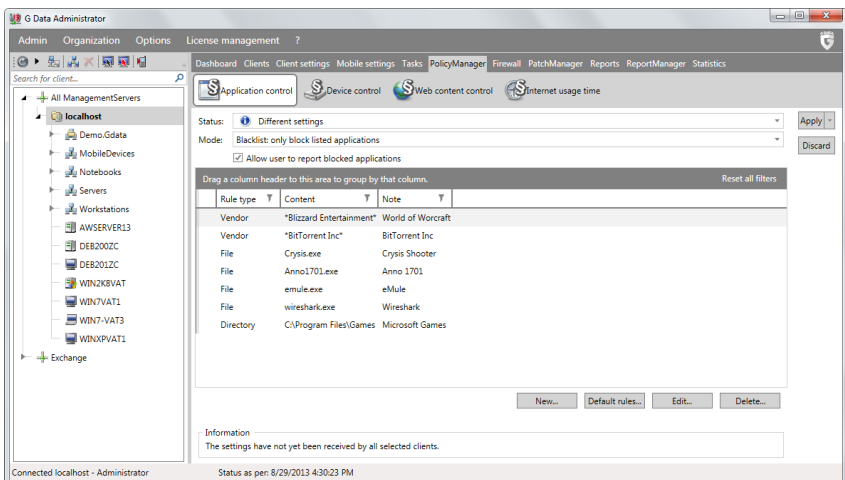 G Data Administrator
Admin Organization Options License management ?
Search for client...
All ManagementServers
localhost
Demo.Gdata
MobileDevices
Notebooks
Servers
Workstations
AWSERVER13
DEB200ZC
DEB201ZC
WIN2K8VAT
WIN7VAT1
WIN7-VAT3
WINXPVAT1
Exchange
Dashboard Clients Client settings Mobile settings Tasks PolicyManager Firewall PatchManager Reports ReportManager Statistics
Application control Device control Web content control Internet usage time
Status: Different settings
Apply
Mode: Blacklist: only block listed applications
Discard
Allow user to report blocked applications
Drag a column header to this area to group by that column. Reset all filters
Rule type Content Note
Vendor *Blizzard Entertainment* World of Worcraft
Vendor *BitTorrent Inc* BitTorrent Inc
File Crysis.exe Crysis Shooter
File Anno1701.exe Anno 1701
File emule.exe eMule
File wireshark.exe Wireshark
Directory C:\Program Files\Games Microsoft Games
New... Default rules... Edit... Delete...
Information
The settings have not yet been received by all selected clients.
Connected localhost - Administrator Status as per: 8/29/2013 4:30:23 PM